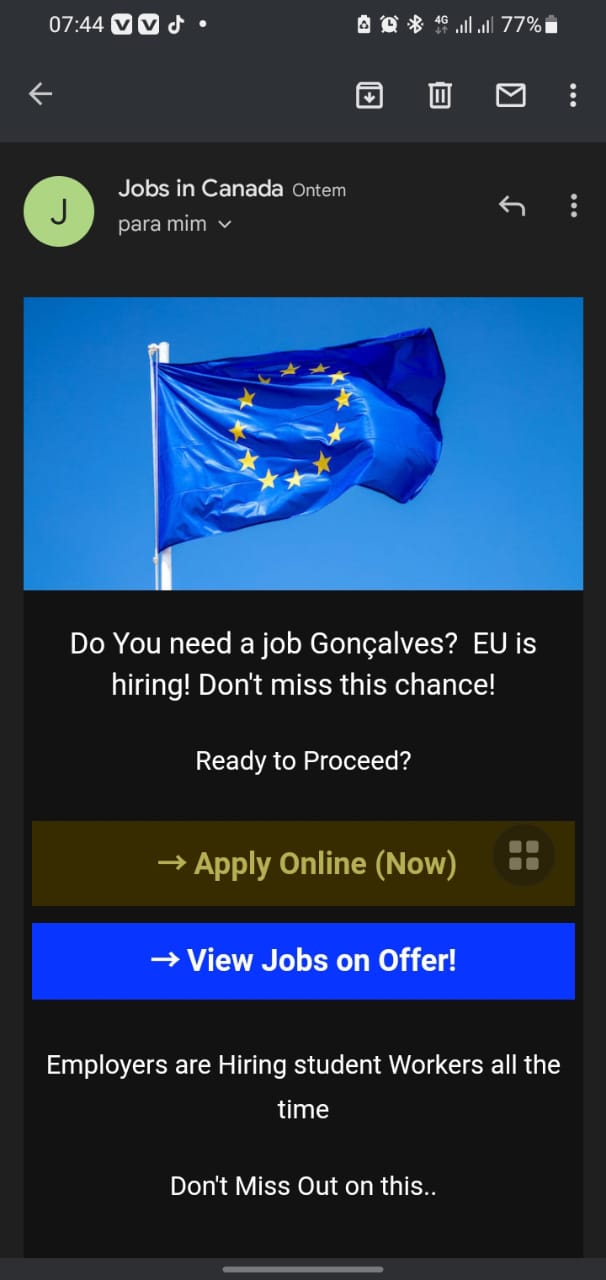 07:44
4G
77%
J
Jobs in Canada Ontem
para mim
Do You need a job Gonçalves? EU is
hiring! Don't miss this chance!
Ready to Proceed?
→ Apply Online (Now)
→ View Jobs on Offer!
Employers are Hiring student Workers all the
time
Don't Miss Out on this..